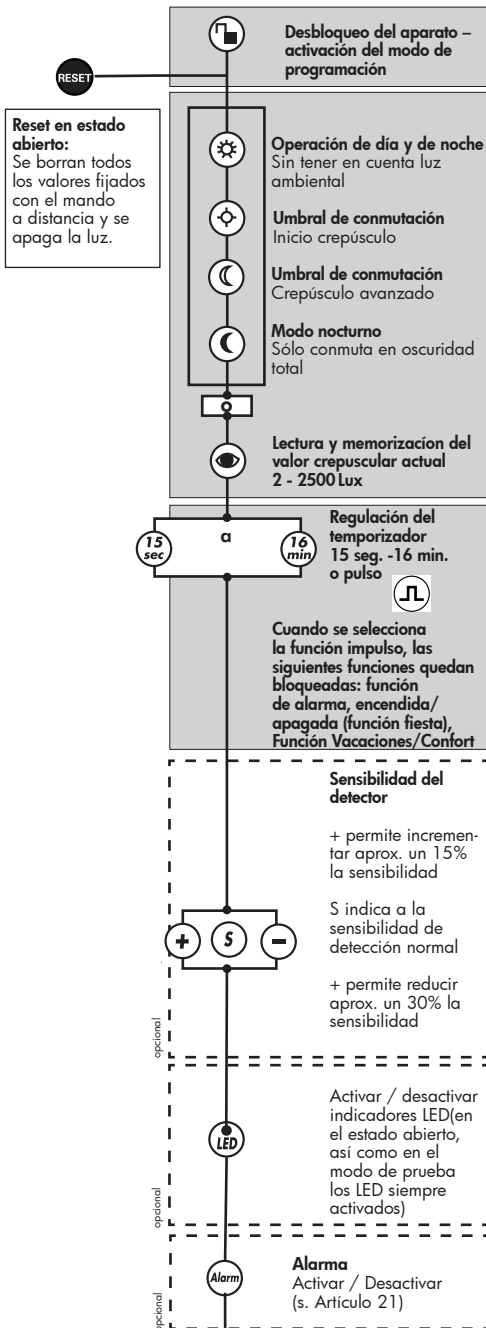 Desbloqueo del aparato –
activación del modo de
programación
RESET
Reset en estado
abierto:
Se borran todos
los valores fijados
con el mando
a distancia y se
apaga la luz.
Operación de día y de noche
Sin tener en cuenta luz
ambiental
Umbral de conmutación
Inicio crepúsculo
Umbral de conmutación
Crepúsculo avanzado
Modo nocturno
Sólo conmuta en oscuridad
total
o
Lectura y memorizacíon del
valor crepuscular actual
2 - 2500 Lux
15
sec
a
16
min
Regulación del
temporizador
15 seg. -16 min.
o pulso
Cuando se selecciona
la función impulso, las
siguientes funciones quedan
bloqueadas: función
de alarma, encendida/
apagada (función fiesta),
Función Vacaciones/Confort
Sensibilidad del
detector
+ permite incremen-
tar aprox. un 15%
la sensibilidad
S indica a la
sensibilidad de
detección normal
+ permite reducir
aprox. un 30% la
sensibilidad
+ S –
opcional
Activar / desactivar
indicadores LED(en
el estado abierto,
así como en el
modo de prueba
los LED siempre
activados)
LED
opcional
Alarm
Alarma
Activar / Desactivar
(s. Artículo 21)
opcional